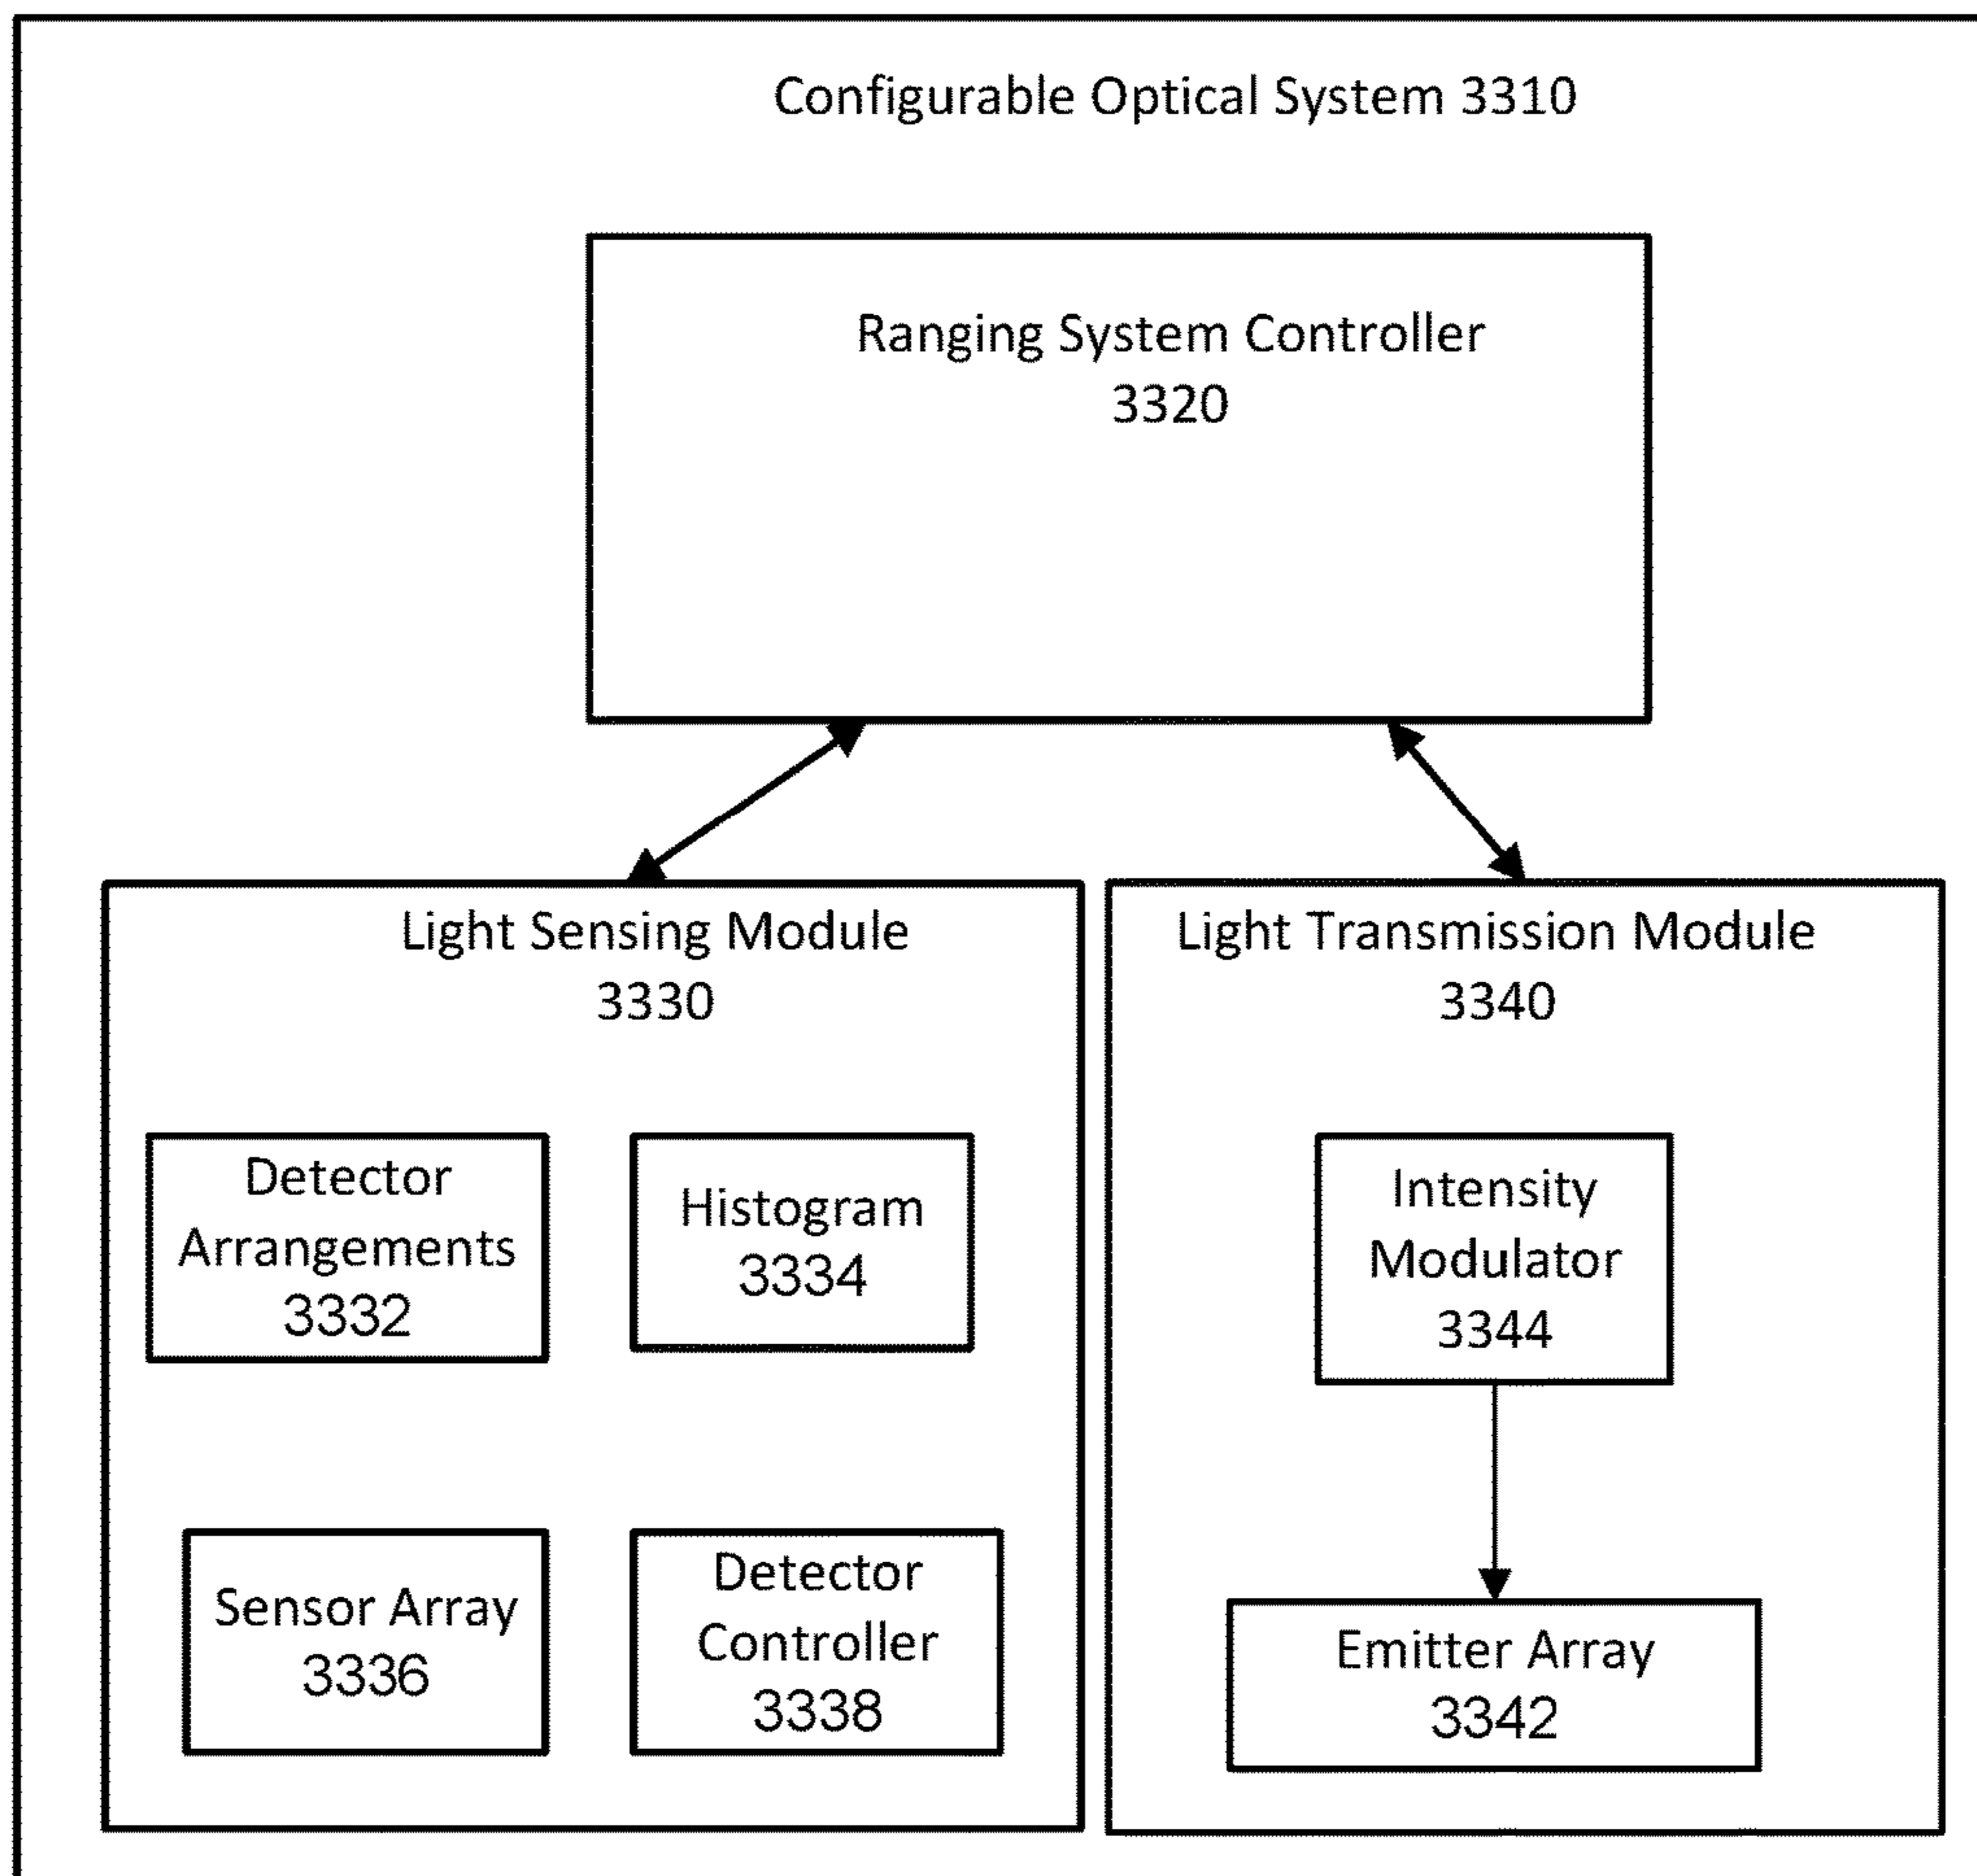 Configurable Optical System 3310
Ranging System Controller
3320
Light Sensing Module
3330
Detector
Arrangements
3332
Histogram
3334
Sensor Array
3336
Detector
Controller
3338
Light Transmission Module
3340
Intensity
Modulator
3344
Emitter Array
3342